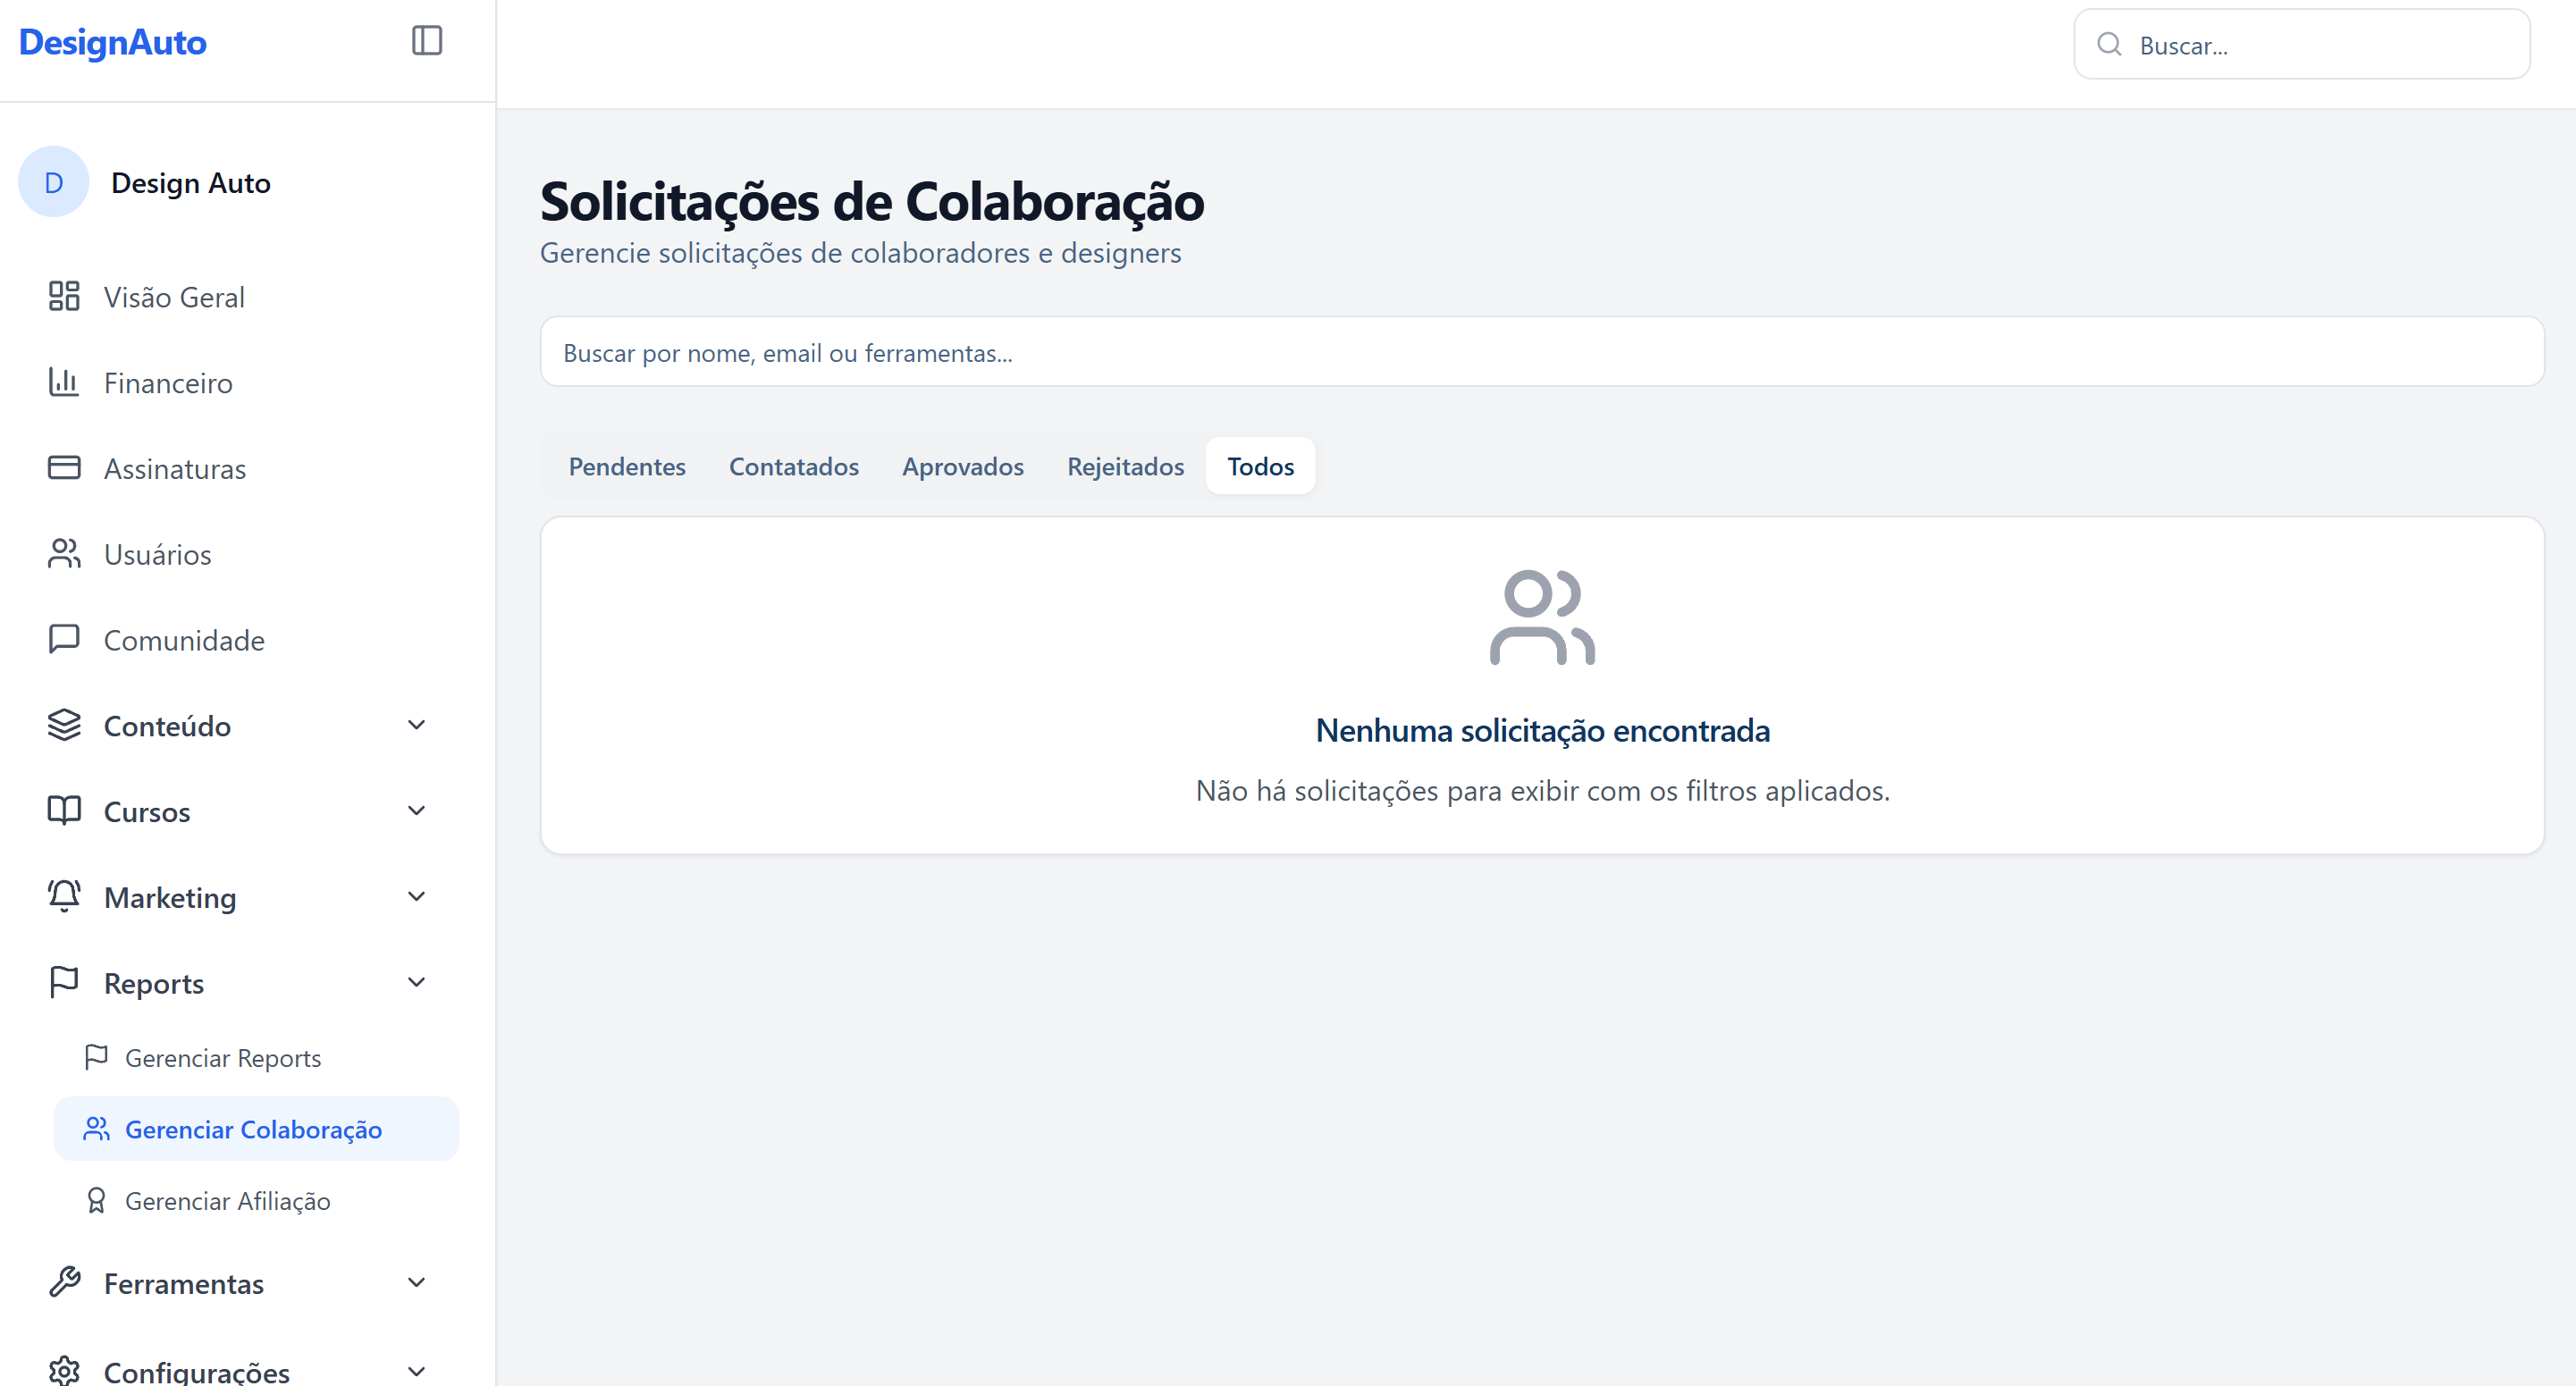 DesignAuto
Buscar...
D
Design Auto
Visão Geral
Financeiro
Assinaturas
Usuários
Comunidade
Conteúdo
Cursos
Marketing
Reports
Gerenciar Reports
Gerenciar Colaboração
Gerenciar Afiliação
Ferramentas
Configurações
Solicitações de Colaboração
Gerencie solicitações de colaboradores e designers
Buscar por nome, email ou ferramentas...
Pendentes Contatados Aprovados Rejeitados Todos
Nenhuma solicitação encontrada
Não há solicitações para exibir com os filtros aplicados.